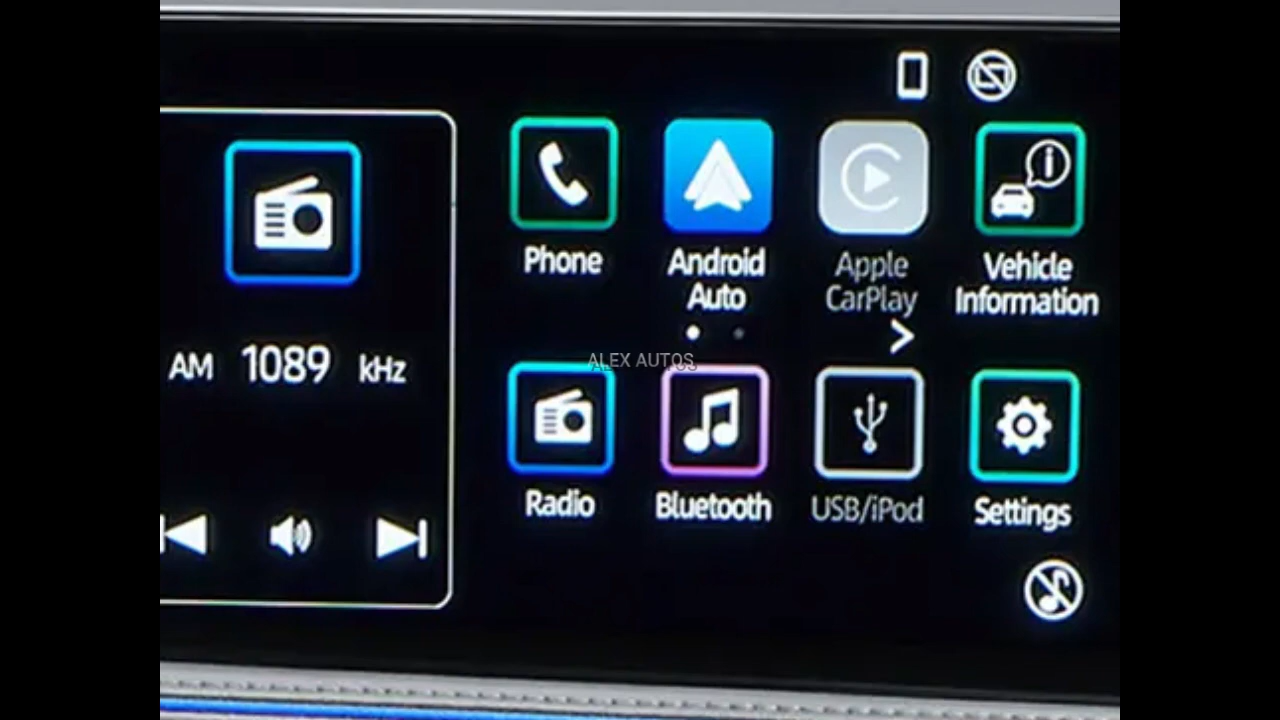 Phone
Android
Auto
Apple
CarPlay
Vehicle
Information
AM 1089 kHz
ALEX AUTOS
Radio
Bluetooth
USB/iPod
Settings